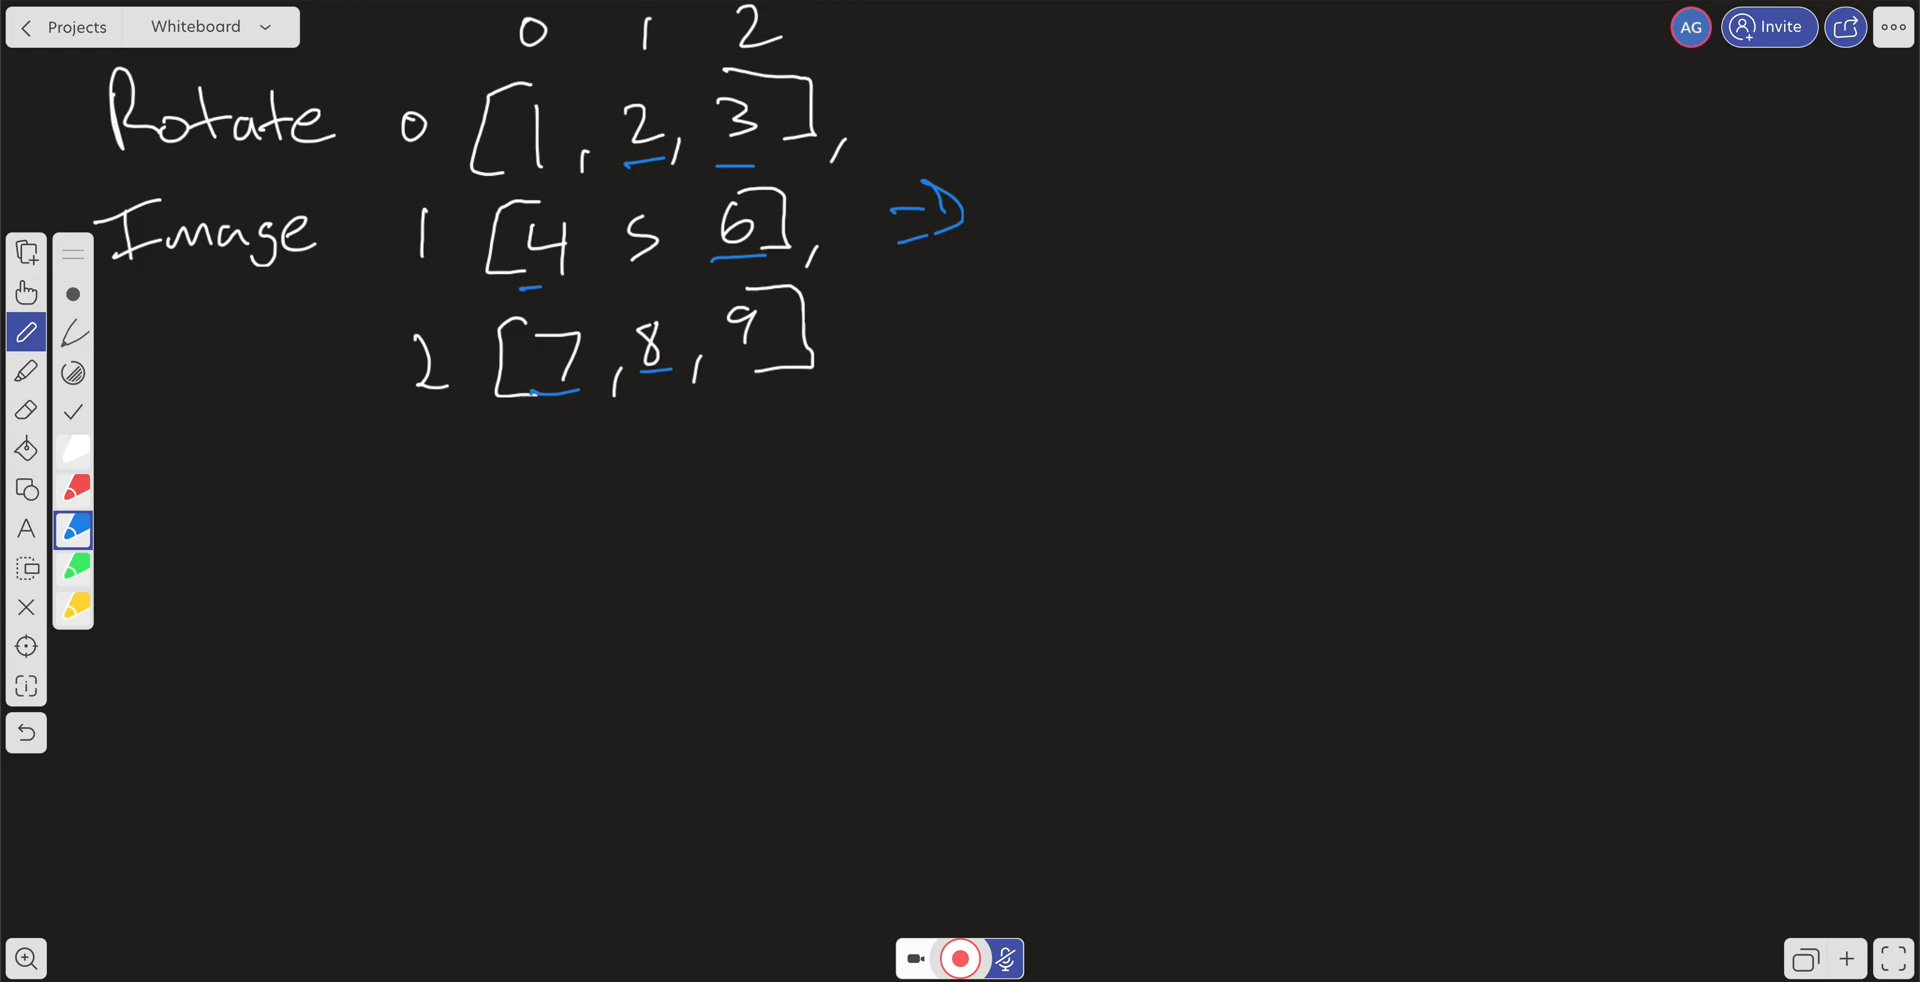 Projects Whiteboard
AG Invite
0 1 2
Rotate 0 [1, 2, 3],
Image 1 [4 5 6],
2 [7, 8, 9]
A